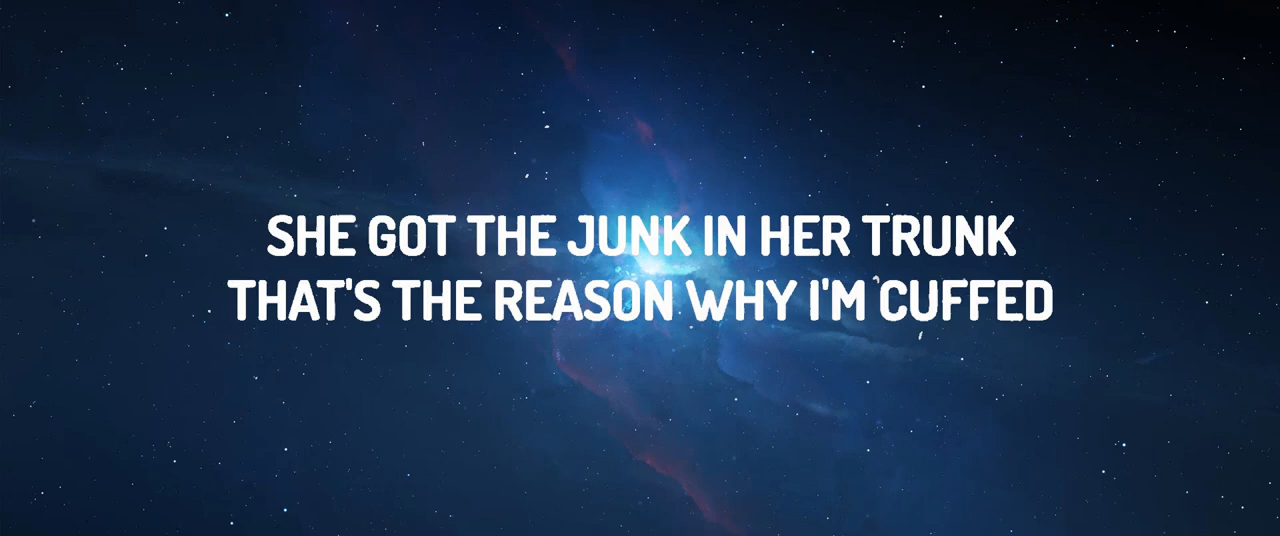 SHE GOT THE JUNK IN HER TRUNK
THAT'S THE REASON WHY I'M CUFFED